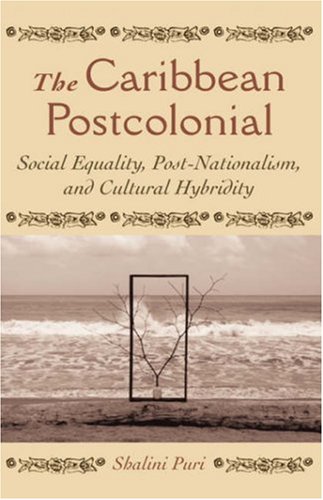 The Caribbean
Postcolonial
Social Equality, Post-Nationalism,
and Cultural Hybridity
Shalini Puri